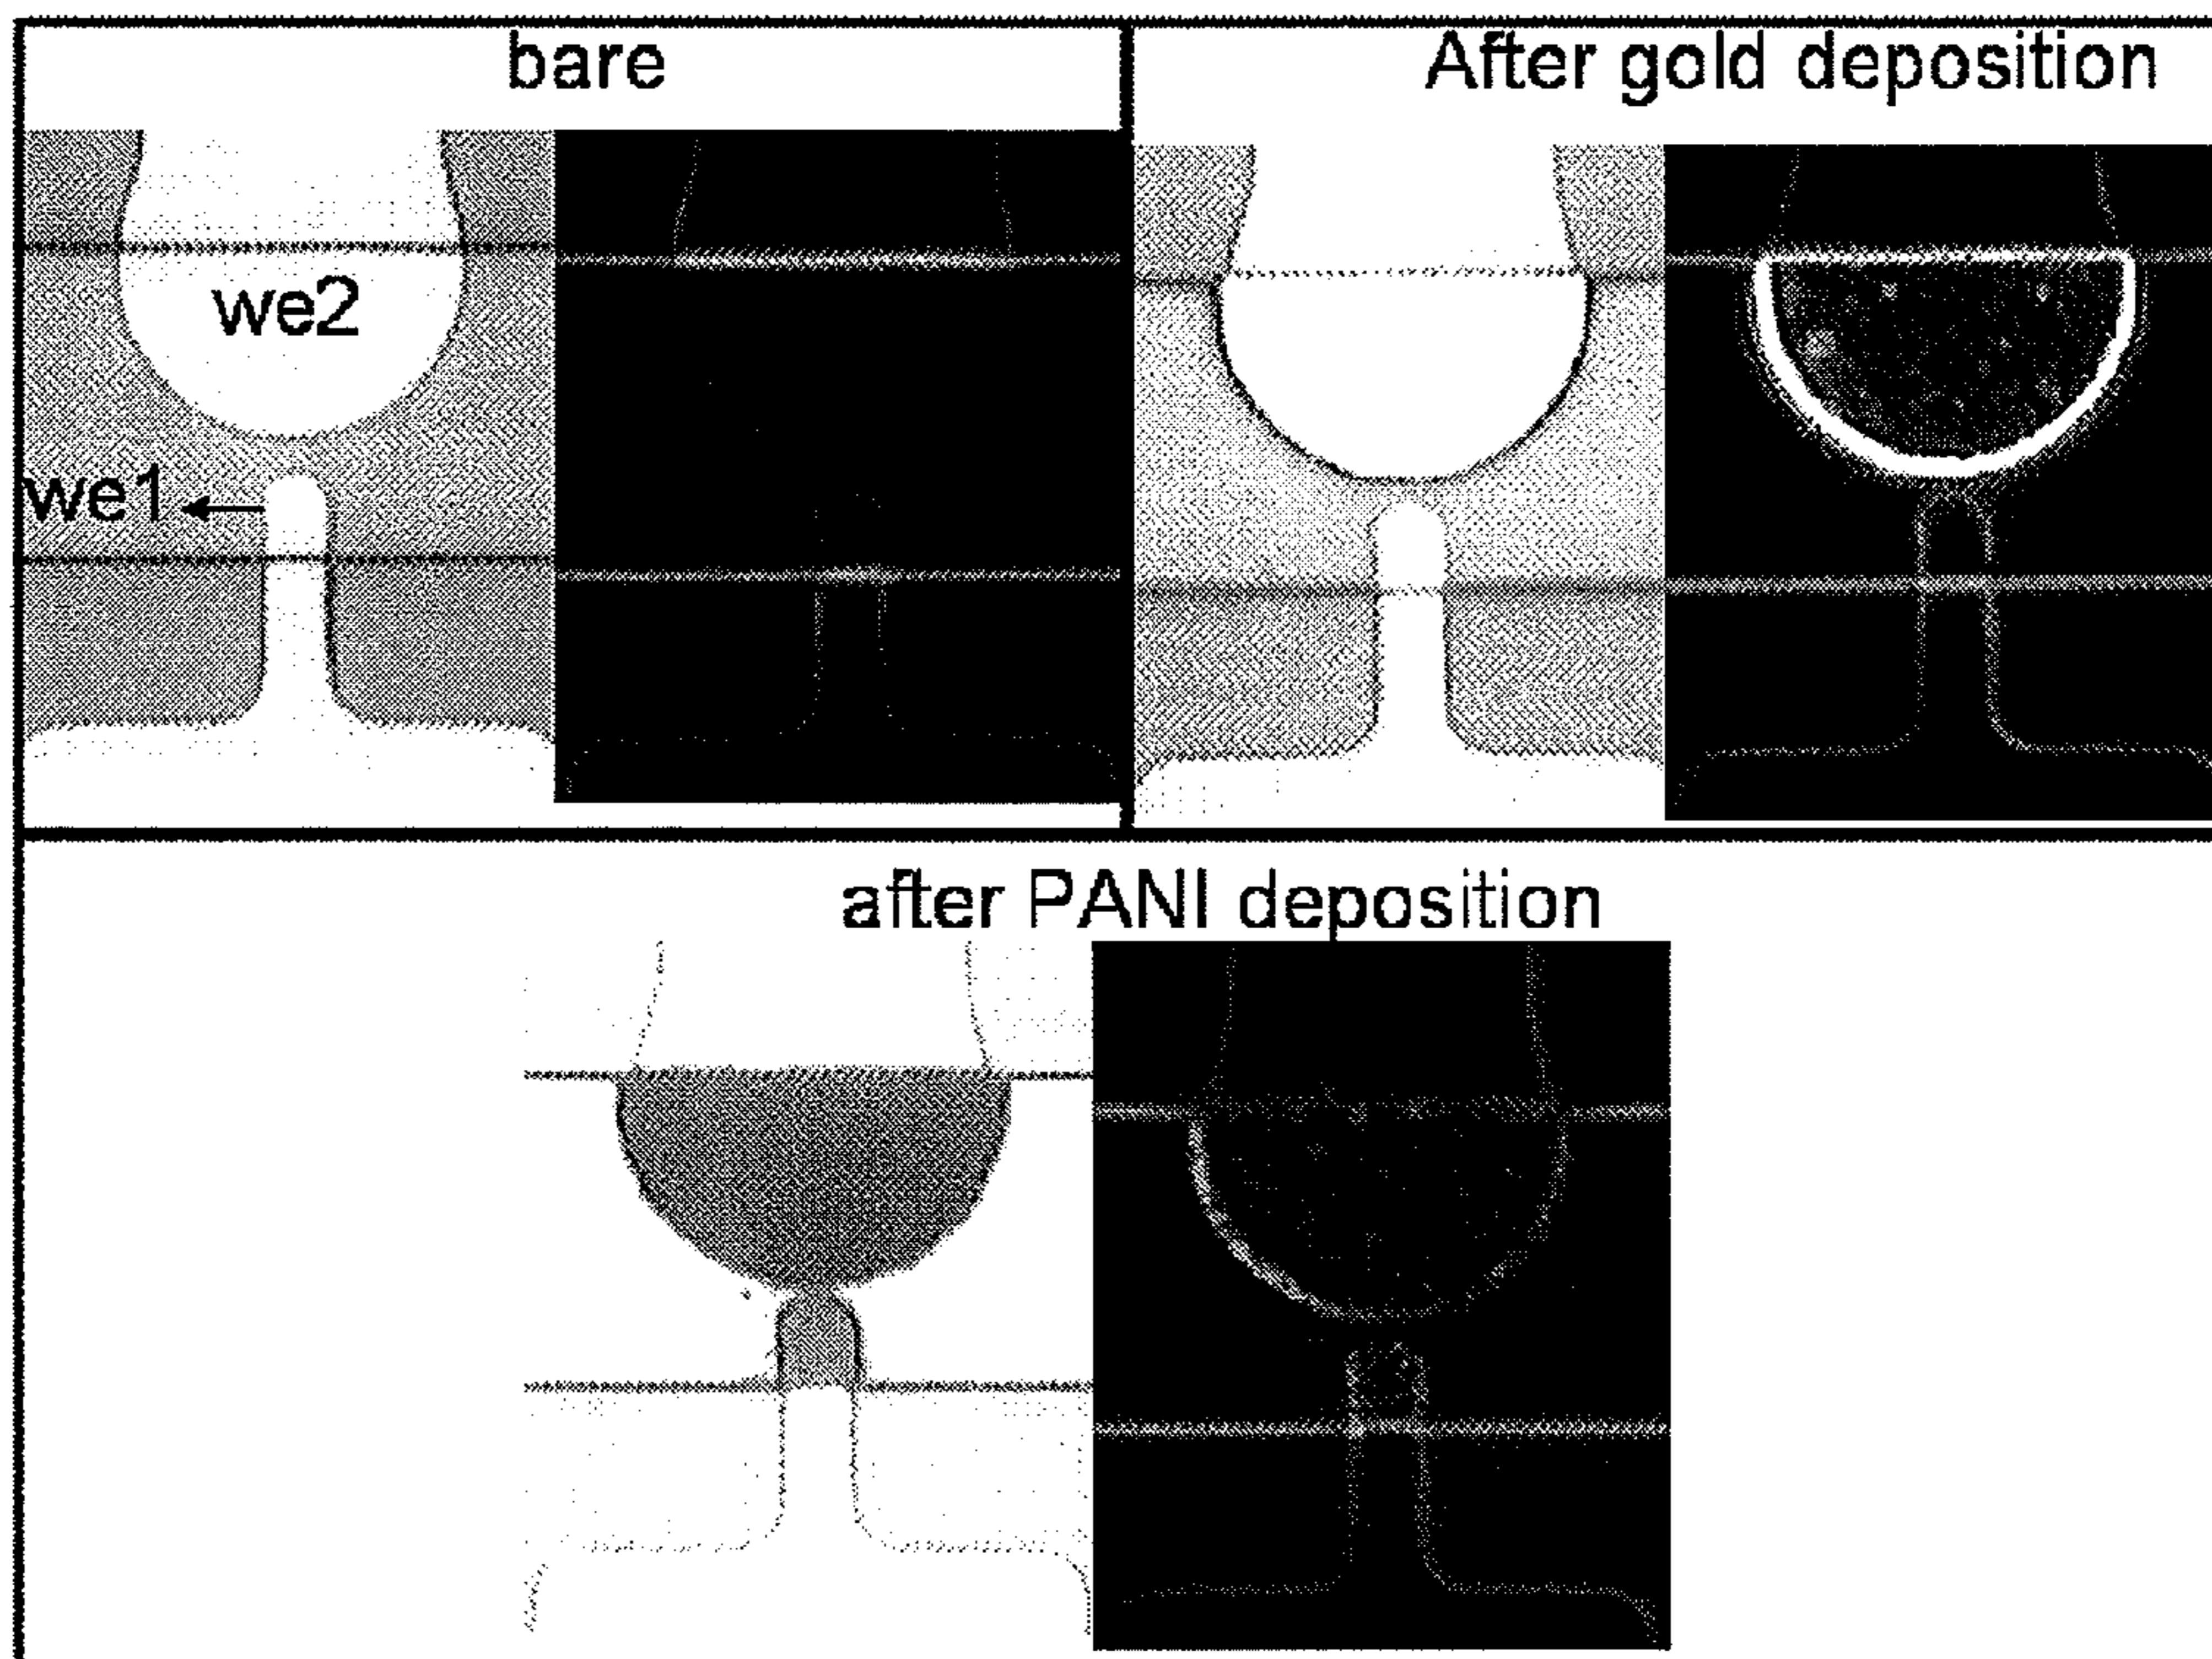 bare
After gold deposition
we2
we1
after PANI deposition